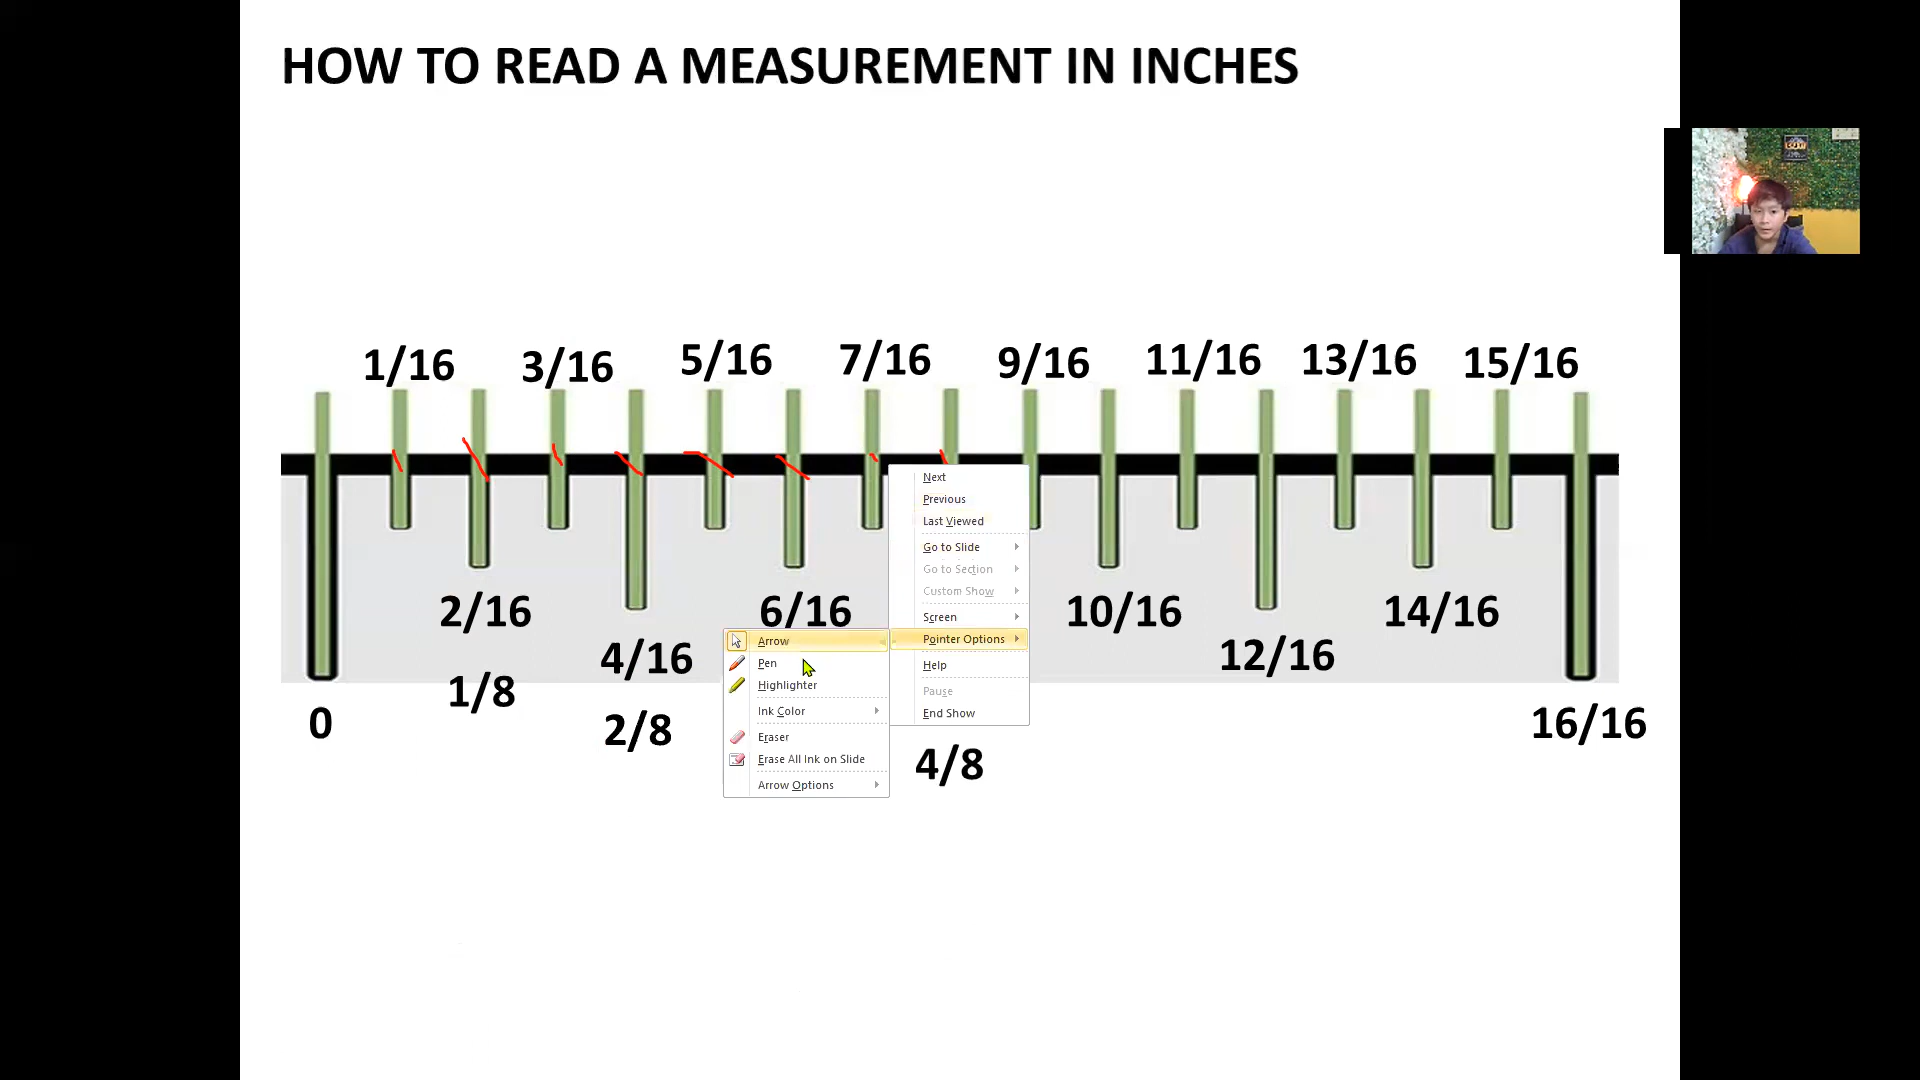 HOW TO READ A MEASUREMENT IN INCHES
1/16
3/16
5/16
7/16
9/16
11/16
13/16
15/16
2/16
6/16
10/16
14/16
4/16
12/16
1/8
0
2/8
4/8
16/16
Next
Previous
Last Viewed
Go to Slide
Go to Section
Custom Show
Screen
Pointer Options
Help
Pause
End Show
Arrow
Pen
Highlighter
Ink Color
Eraser
Erase All Ink on Slide
Arrow Options